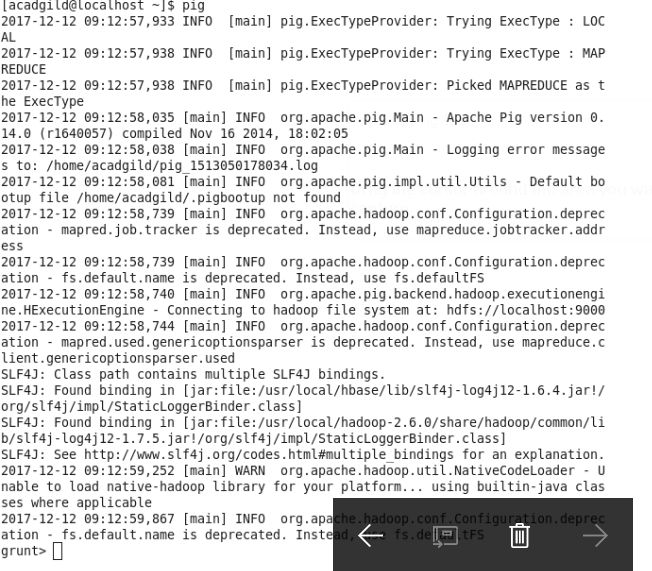 [acadgild@localhost ~]$ pig
2017-12-12 09:12:57,933 INFO  [main] pig.ExecTypeProvider: Trying ExecType : LOC
AL
2017-12-12 09:12:57,938 INFO  [main] pig.ExecTypeProvider: Trying ExecType : MAP
REDUCE
2017-12-12 09:12:57,938 INFO  [main] pig.ExecTypeProvider: Picked MAPREDUCE as t
he ExecType
2017-12-12 09:12:58,035 [main] INFO  org.apache.pig.Main - Apache Pig version 0.
14.0 (r1640057) compiled Nov 16 2014, 18:02:05
2017-12-12 09:12:58,038 [main] INFO  org.apache.pig.Main - Logging error message
s to: /home/acadgild/pig_1513050178034.log
2017-12-12 09:12:58,081 [main] INFO  org.apache.pig.impl.util.Utils - Default bo
otup file /home/acadgild/.pigbootup not found
2017-12-12 09:12:58,739 [main] INFO  org.apache.hadoop.conf.Configuration.deprec
ation - mapred.job.tracker is deprecated. Instead, use mapreduce.jobtracker.addr
ess
2017-12-12 09:12:58,739 [main] INFO  org.apache.hadoop.conf.Configuration.deprec
ation - fs.default.name is deprecated. Instead, use fs.defaultFS
2017-12-12 09:12:58,740 [main] INFO  org.apache.pig.backend.hadoop.executionengi
ne.HExecutionEngine - Connecting to hadoop file system at: hdfs://localhost:9000
2017-12-12 09:12:58,744 [main] INFO  org.apache.hadoop.conf.Configuration.deprec
ation - mapred.used.genericoptionsparser is deprecated. Instead, use mapreduce.c
lient.genericoptionsparser.used
SLF4J: Class path contains multiple SLF4J bindings.
SLF4J: Found binding in [jar:file:/usr/local/hbase/lib/slf4j-log4j12-1.6.4.jar!/
org/slf4j/impl/StaticLoggerBinder.class]
SLF4J: Found binding in [jar:file:/usr/local/hadoop-2.6.0/share/hadoop/common/li
b/slf4j-log4j12-1.7.5.jar!/org/slf4j/impl/StaticLoggerBinder.class]
SLF4J: See http://www.slf4j.org/codes.html#multiple_bindings for an explanation.
2017-12-12 09:12:59,252 [main] WARN  org.apache.hadoop.util.NativeCodeLoader - U
nable to load native-hadoop library for your platform... using builtin-java clas
ses where applicable
2017-12-12 09:12:59,867 [main] INFO  org.apache.hadoop.conf.Configuration.deprec
ation - fs.default.name is deprecated. Instead, use fs.defaultFS
grunt>